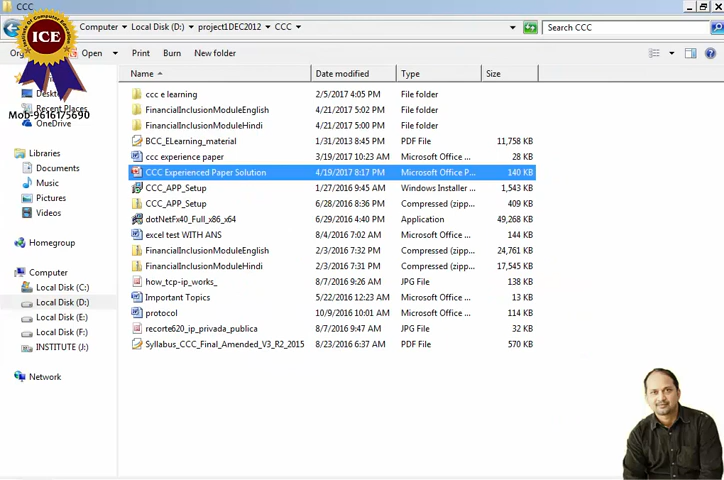 CCC
Computer Local Disk (D:) project1DEC2012 CCC
Search CCC
Open Print Burn New folder
Name Date modified Type Size
ccc e learning 2/5/2017 4:05 PM File folder
FinancialInclusionModuleEnglish 4/21/2017 5:02 PM File folder
FinancialInclusionModuleHindi 4/21/2017 5:00 PM File folder
BCC_ELearning_material 1/31/2013 8:45 PM PDF File 11,758 KB
ccc experience paper 3/19/2017 10:23 AM Microsoft Office ... 28 KB
CCC Experienced Paper Solution 4/19/2017 8:17 PM Microsoft Office P... 140 KB
CCC_APP_Setup 1/27/2016 9:45 AM Windows Installer ... 1,543 KB
CCC_APP_Setup 6/28/2016 8:36 PM Compressed (zipp... 409 KB
dotNetFx40_Full_x86_x64 6/29/2016 4:40 PM Application 49,268 KB
excel test WITH ANS 8/4/2016 7:02 AM Microsoft Office ... 144 KB
FinancialInclusionModuleEnglish 2/3/2016 7:32 PM Compressed (zipp... 24,761 KB
FinancialInclusionModuleHindi 2/3/2016 7:31 PM Compressed (zipp... 17,545 KB
how_tcp-ip_works_ 8/7/2016 9:26 AM JPG File 138 KB
Important Topics 5/22/2016 12:23 AM Microsoft Office ... 13 KB
protocol 10/9/2016 10:01 AM Microsoft Office ... 114 KB
recorte620_ip_privada_publica 8/7/2016 9:47 AM JPG File 32 KB
Syllabus_CCC_Final_Amended_V3_R2_2015 8/23/2016 6:37 AM PDF File 570 KB
ICE
Recent Places
Mob-96161/5690
OneDrive
Libraries
Documents
Music
Pictures
Videos
Homegroup
Computer
Local Disk (C:)
Local Disk (D:)
Local Disk (E:)
Local Disk (F:)
INSTITUTE (J:)
Network